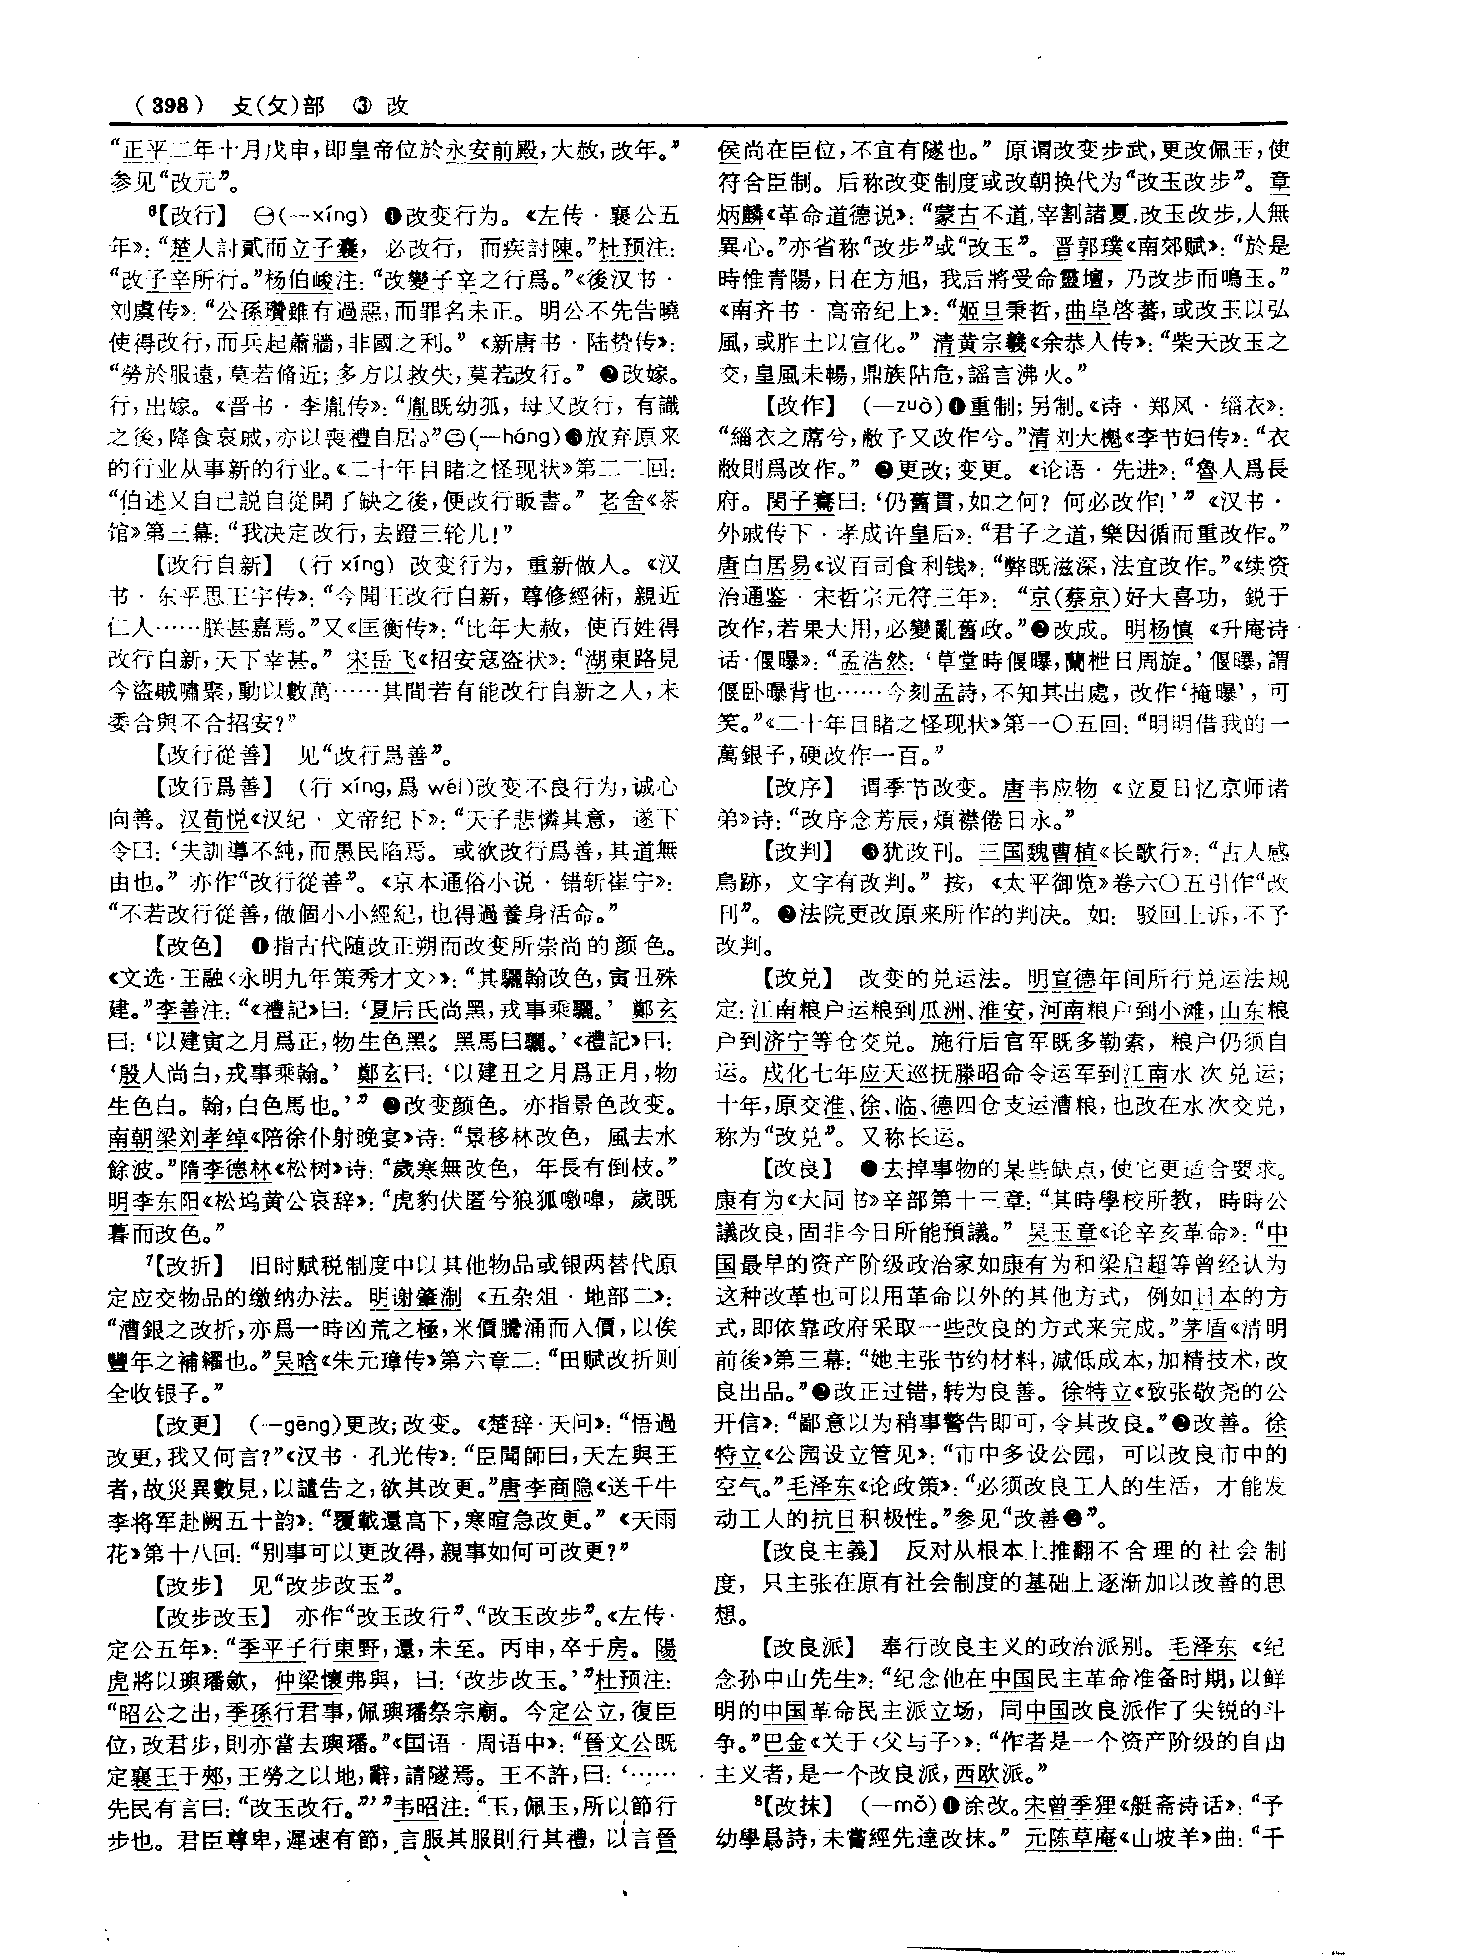 （398） 攴(攵)部 ③ 改
“正平二年十月戊申，即皇帝位於永安前殿，大赦，改年。”
参见“改元”。
⁶【改行】 ㊀(—xíng) ❶改变行为。《左传·襄公五
年》：“楚人討貳而立子囊，必改行，而疾討陳。”杜预注：
“改子辛所行。”杨伯峻注：“改變子辛之行爲。”《後汉书·
刘虞传》：“公孫瓚雖有過惡，而罪名未正。明公不先告曉
使得改行，而兵起蕭牆，非國之利。”《新唐书·陆贽传》：
“勞於服遠，莫若脩近；多方以救失，莫若改行。” ❷改嫁。
行，出嫁。《晋书·李胤传》：“胤既幼孤，母又改行，有識
之後，降食哀戚，亦以喪禮自居。”㊁(—háng)❸放弃原来
的行业从事新的行业。《二十年目睹之怪现状》第二二回：
“伯述又自己説自從開了缺之後，便改行販書。” 老舍《茶
馆》第三幕：“我决定改行，去蹬三轮儿！”
【改行自新】 (行 xíng) 改变行为，重新做人。《汉
书·东平思王宇传》：“今聞王改行自新，尊修經術，親近
仁人……朕甚嘉焉。”又《匡衡传》：“比年大赦，使百姓得
改行自新，天下幸甚。” 宋岳飞《招安寇盗状》：“湖東路見
今盜賊嘯聚，動以數萬……其間若有能改行自新之人，未
委合與不合招安？”
【改行從善】 见“改行爲善”。
【改行爲善】 (行 xíng，爲 wéi)改变不良行为，诚心
向善。汉荀悦《汉纪·文帝纪下》：“天子悲憐其意，遂下
令曰：‘夫訓導不純，而愚民陷焉。或欲改行爲善，其道無
由也。” 亦作“改行從善”。《京本通俗小说·错斩崔宁》：
“不若改行從善，做個小小經紀，也得過養身活命。”
【改色】 ❶指古代随改正朔而改变所崇尚的颜色。
《文选·王融〈永明九年策秀才文〉》：“其驪翰改色，寅丑殊
建。”李善注：“《禮記》曰：‘夏后氏尚黑，戎事乘驪。’ 鄭玄
曰：‘以建寅之月爲正，物生色黑；黑馬曰驪。’《禮記》曰：
‘殷人尚白，戎事乘翰。’ 鄭玄曰：‘以建丑之月爲正月，物
生色白。翰，白色馬也。’” ❷改变颜色。亦指景色改变。
南朝梁刘孝绰《陪徐仆射晚宴》诗：“景移林改色，風去水
餘波。”隋李德林《松树》诗：“歲寒無改色，年長有倒枝。”
明李东阳《松坞黄公哀辞》：“虎豹伏匿兮狼狐嗷嘷，歲既
暮而改色。”
⁷【改折】 旧时赋税制度中以其他物品或银两替代原
定应交物品的缴纳办法。明谢肇淛《五杂俎·地部二》：
“漕銀之改折，亦爲一時凶荒之極，米價騰涌而入價，以俟
豐年之補糴也。”吴晗《朱元璋传》第六章二：“田赋改折则
全收银子。”
【改更】 (—gēng)更改；改变。《楚辞·天问》：“悟過
改更，我又何言？”《汉书·孔光传》：“臣聞師曰，天左與王
者，故災異數見，以譴告之，欲其改更。”唐李商隐《送千牛
李将军赴阙五十韵》：“覆載還高下，寒暄急改更。”《天雨
花》第十八回：“别事可以更改得，親事如何可改更？”
【改步】 见“改步改玉”。
【改步改玉】 亦作“改玉改行”、“改玉改步”。《左传·
定公五年》：“季平子行東野，還，未至。丙申，卒于房。陽
虎將以璵璠斂，仲梁懷弗與，曰：‘改步改玉。’”杜预注：
“昭公之出，季孫行君事，佩璵璠祭宗廟。今定公立，復臣
位，改君步，則亦當去璵璠。”《国语·周语中》：“晉文公既
定襄王于郟，王勞之以地，辭，請隧焉。王不許，曰：‘……
先民有言曰：“改玉改行。”’”韦昭注：“玉，佩玉，所以節行
步也。君臣尊卑，遲速有節，言服其服則行其禮，以言晉
侯尚在臣位，不宜有隧也。” 原谓改变步武，更改佩玉，使
符合臣制。后称改变制度或改朝换代为“改玉改步”。章
炳麟《革命道德说》：“蒙古不道，宰割諸夏，改玉改步，人無
異心。”亦省称“改步”或“改玉”。晋郭璞《南郊赋》：“於是
時惟青陽，日在方旭，我后將受命靈壇，乃改步而鳴玉。”
《南齐书·高帝纪上》：“姬旦秉哲，曲阜啓蕃，或改玉以弘
風，或胙土以宣化。” 清黄宗羲《余恭人传》：“柴天改玉之
交，皇風未暢，鼎族阽危，謡言沸火。”
【改作】 (—zuò)❶重制；另制。《诗·郑风·缁衣》：
“緇衣之蓆兮，敝予又改作兮。”清刘大櫆《李节妇传》：“衣
敝則爲改作。” ❷更改；变更。《论语·先进》：“魯人爲長
府。閔子騫曰：‘仍舊貫，如之何？何必改作！’”《汉书·
外戚传下·孝成许皇后》：“君子之道，樂因循而重改作。”
唐白居易《议百司食利钱》：“弊既滋深，法宜改作。”《续资
治通鉴·宋哲宗元符三年》：“京(蔡京)好大喜功，鋭于
改作，若果大用，必變亂舊政。”❸改成。明杨慎《升庵诗
话·偃曝》：“孟浩然：‘草堂時偃曝，蘭枻日周旋。’偃曝，謂
偃卧曝背也……今刻孟詩，不知其出處，改作‘掩曝’，可
笑。”《二十年目睹之怪现状》第一〇五回：“明明借我的一
萬銀子，硬改作一百。”
【改序】 谓季节改变。唐韦应物《立夏日忆京师诸
弟》诗：“改序念芳辰，煩襟倦日永。”
【改判】 ❶犹改刊。三国魏曹植《长歌行》：“古人感
鳥跡，文字有改判。”按，《太平御览》卷六〇五引作“改
刊”。❷法院更改原来所作的判决。如：驳回上诉，不予
改判。
【改兑】 改变的兑运法。明宣德年间所行兑运法规
定：江南粮户运粮到瓜洲、淮安，河南粮户到小滩，山东粮
户到济宁等仓交兑。施行后官军既多勒索，粮户仍须自
运。成化七年应天巡抚滕昭命令运军到江南水次兑运；
十年，原交淮、徐、临、德四仓支运漕粮，也改在水次交兑，
称为“改兑”。又称长运。
【改良】 ❶去掉事物的某些缺点，使它更适合要求。
康有为《大同书》辛部第十三章：“其時學校所教，時時公
議改良，固非今日所能預議。” 吴玉章《论辛亥革命》：“中
国最早的资产阶级政治家如康有为和梁启超等曾经认为
这种改革也可以用革命以外的其他方式，例如日本的方
式，即依靠政府采取一些改良的方式来完成。”茅盾《清明
前後》第三幕：“她主张节约材料，减低成本，加精技术，改
良出品。”❷改正过错，转为良善。徐特立《致张敬尧的公
开信》：“鄙意以为稍事警告即可，令其改良。”❸改善。徐
特立《公园设立管见》：“市中多设公园，可以改良市中的
空气。”毛泽东《论政策》：“必须改良工人的生活，才能发
动工人的抗日积极性。”参见“改善❷”。
【改良主義】 反对从根本上推翻不合理的社会制
度，只主张在原有社会制度的基础上逐渐加以改善的思
想。
【改良派】 奉行改良主义的政治派别。毛泽东《纪
念孙中山先生》：“纪念他在中国民主革命准备时期，以鲜
明的中国革命民主派立场，同中国改良派作了尖锐的斗
争。”巴金《关于〈父与子〉》：“作者是一个资产阶级的自由
主义者，是一个改良派，西欧派。”
⁸【改抹】 (—mǒ)❶涂改。宋曾季狸《艇斋诗话》：“予
幼學爲詩，未嘗經先達改抹。” 元陈草庵《山坡羊》曲：“千